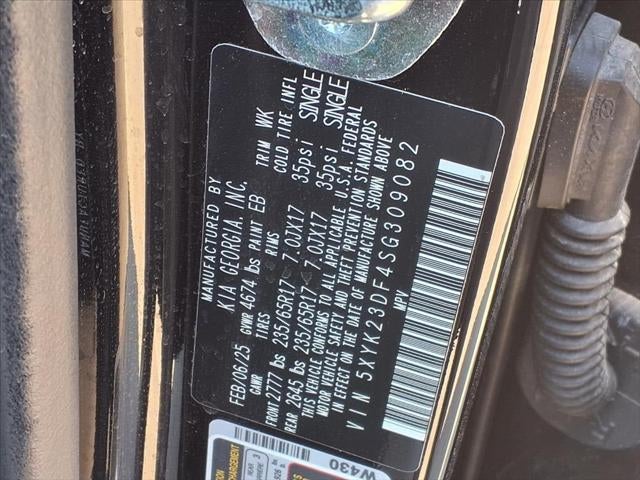 MANUFACTURED BY
KIA GEORGIA, INC.
FEB/06/25 GVWR 4674 lbs PAINT EB TRIM WK
GAWR TIRES RIMS COLD TIRE INFL
FRONT 2777 lbs 235/65R17 7.0JX17 35psi SINGLE
REAR 2645 lbs 235/65R17 7.0JX17 35psi SINGLE
THIS VEHICLE CONFORMS TO ALL APPLICABLE U.S.A. FEDERAL
MOTOR VEHICLE SAFETY AND THEFT PREVENTION STANDARDS
IN EFFECT ON THE DATE OF MANUFACTURE SHOWN ABOVE
VIN 5XYK23DF4SG309082
MPV
W430
REAR 3